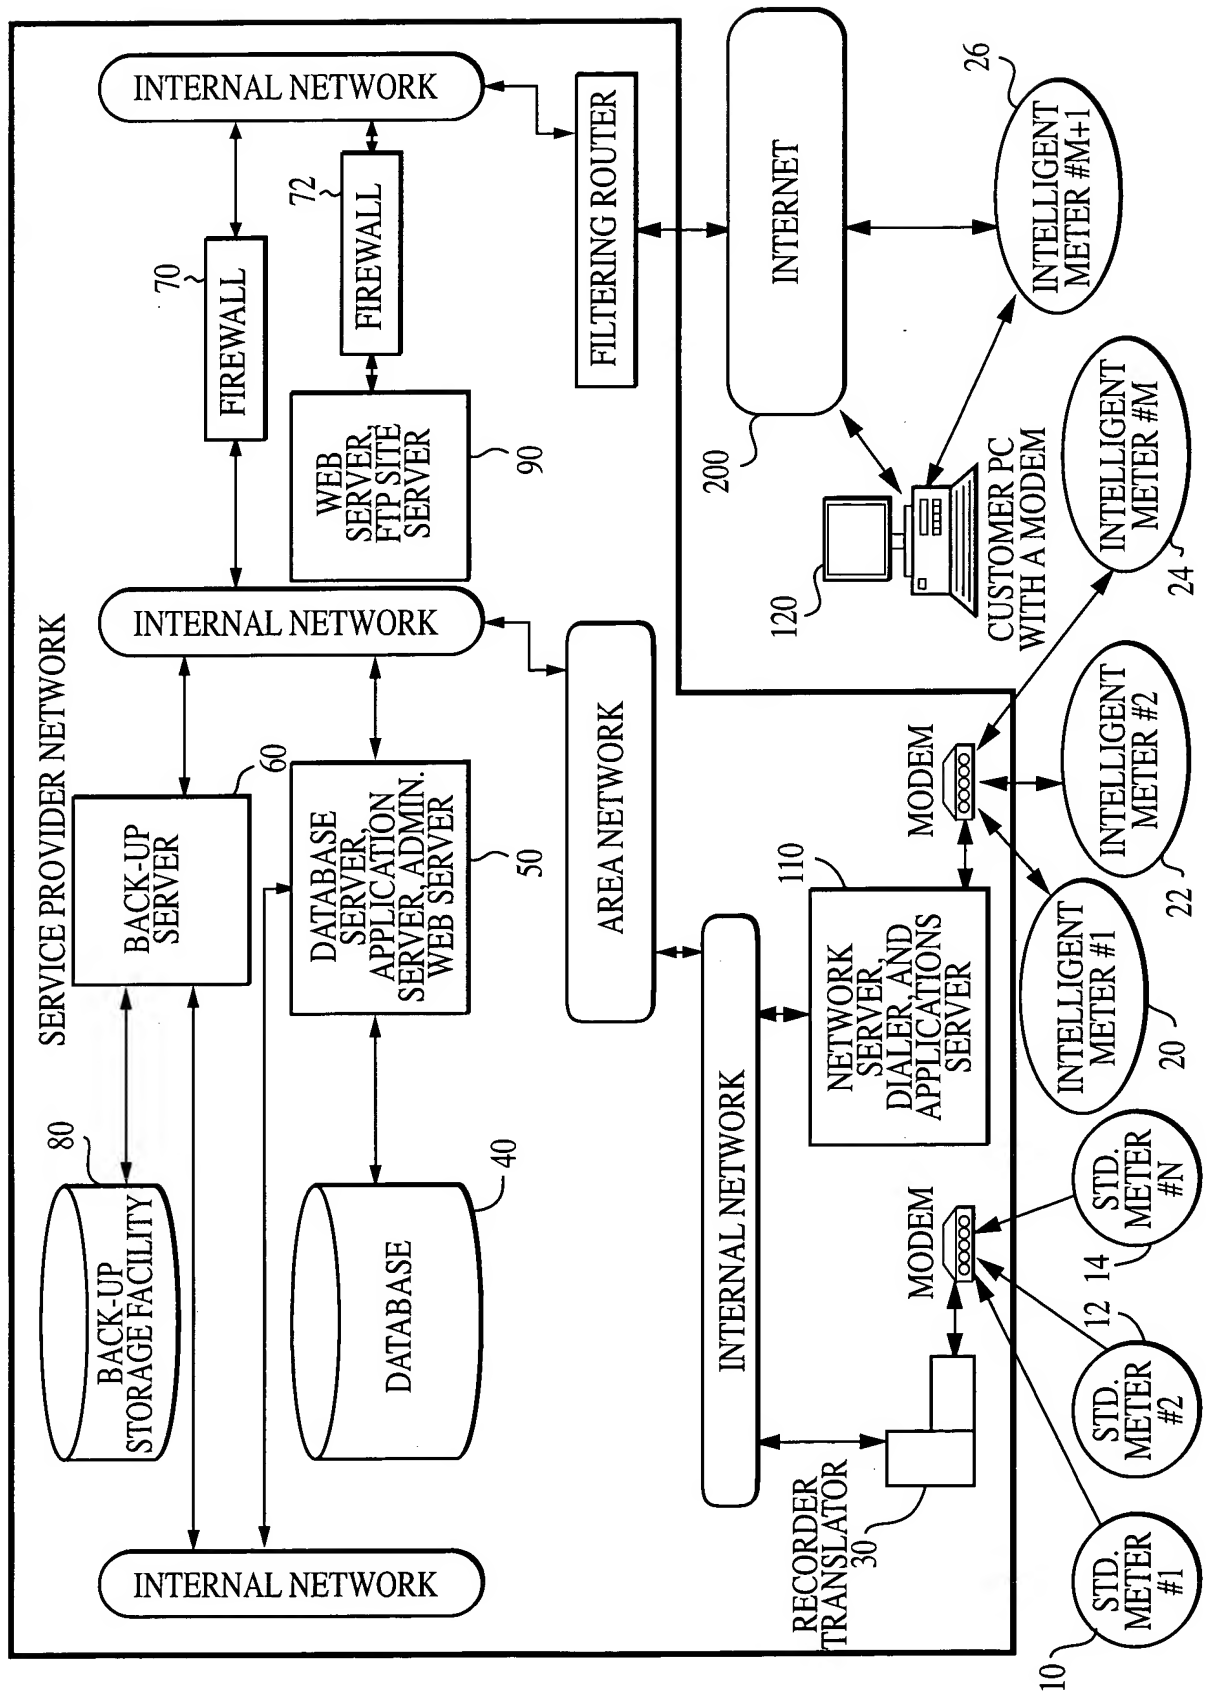 SERVICE PROVIDER NETWORK
80
BACK-UP
STORAGE FACILITY
60
BACK-UP
SERVER
70
FIREWALL
72
FIREWALL
INTERNAL NETWORK
INTERNAL NETWORK
INTERNAL NETWORK
40
DATABASE
DATABASE
SERVER,
APPLICATION
SERVER, ADMIN.
WEB SERVER
50
WEB
SERVER,
FTP SITE
SERVER
90
AREA NETWORK
FILTERING ROUTER
INTERNAL NETWORK
INTERNET
200
RECORDER
TRANSLATOR
30
MODEM
110
NETWORK
SERVER,
DIALER, AND
APPLICATIONS
SERVER
MODEM
120
CUSTOMER PC
WITH A MODEM
10
STD.
METER
#1
12
STD.
METER
#2
14
STD.
METER
#N
INTELLIGENT
METER #1
20
INTELLIGENT
METER #2
22
INTELLIGENT
METER #M
24
INTELLIGENT
METER #M+1
26